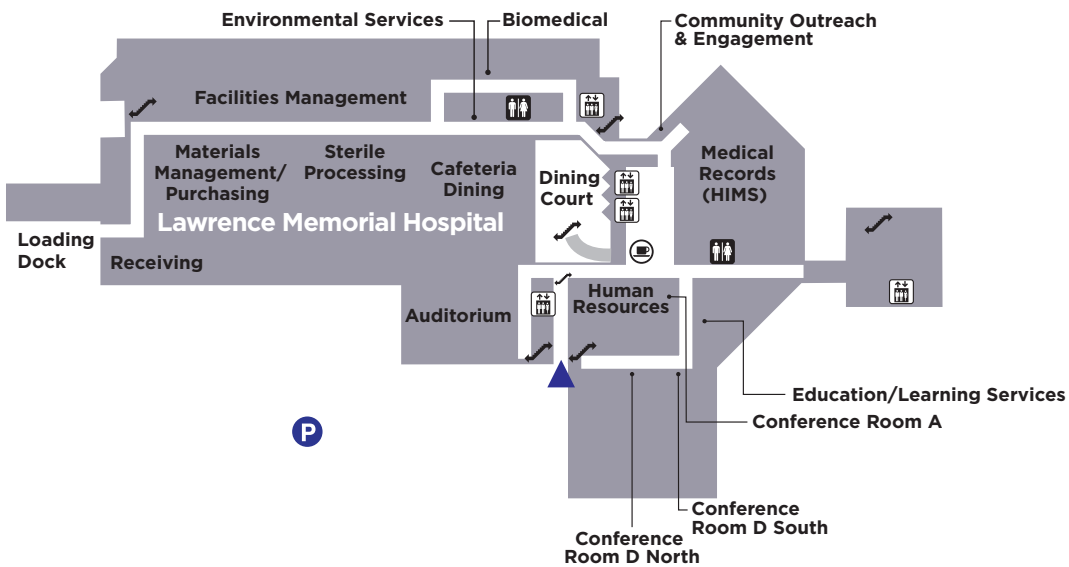 Environmental Services
Biomedical
Community Outreach
& Engagement
Facilities Management
Materials
Management/
Purchasing
Sterile
Processing
Cafeteria
Dining
Dining
Court
Medical
Records
(HIMS)
Lawrence Memorial Hospital
Loading
Dock
Receiving
Auditorium
Human
Resources
Education/Learning Services
Conference Room A
P
Conference
Room D South
Conference
Room D North